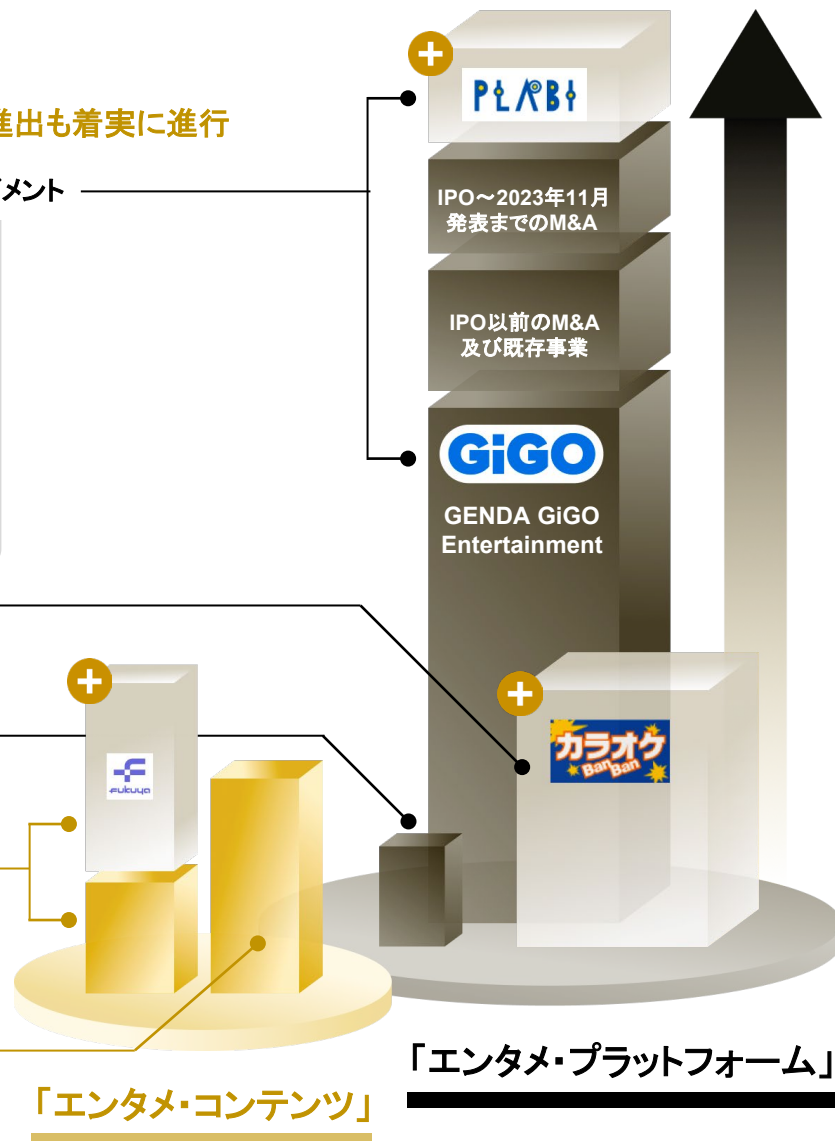 進出も着実に進行
メント
PLABI
IPO～2023年11月
発表までのM&A
IPO以前のM&A
及び既存事業
GiGO
GENDA GiGO
Entertainment
カラオケ
BanBan
Fukuya
「エンタメ・プラットフォーム」
「エンタメ・コンテンツ」